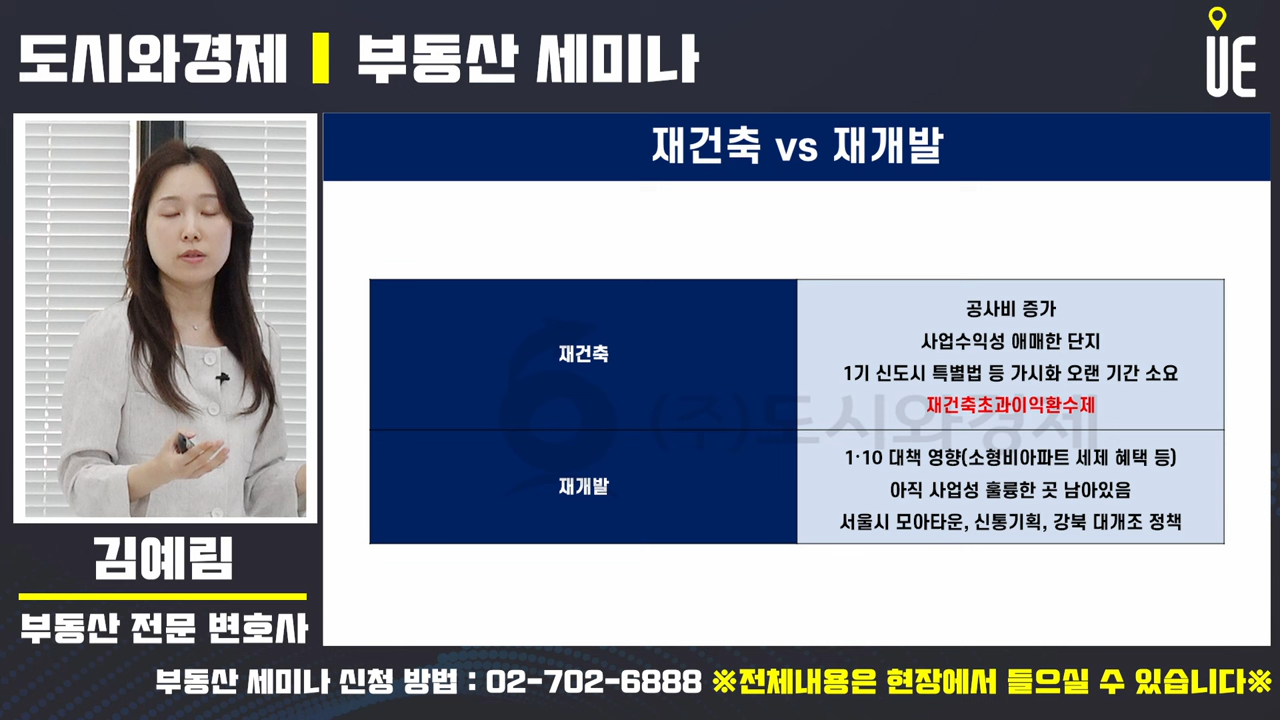 도시와경제 부동산 세미나
UE
재건축 vs 재개발
재건축
공사비 증가
사업수익성 애매한 단지
1기 신도시 특별법 등 가시화 오랜 기간 소요
재건축초과이익환수제
재개발
1·10 대책 영향(소형비아파트 세제 혜택 등)
아직 사업성 훌륭한 곳 남아있음
서울시 모아타운, 신통기획, 강북 대개조 정책
(주)도시와경제
김예림
부동산 전문 변호사
부동산 세미나 신청 방법 : 02-702-6888 ※전체내용은 현장에서 들으실 수 있습니다※